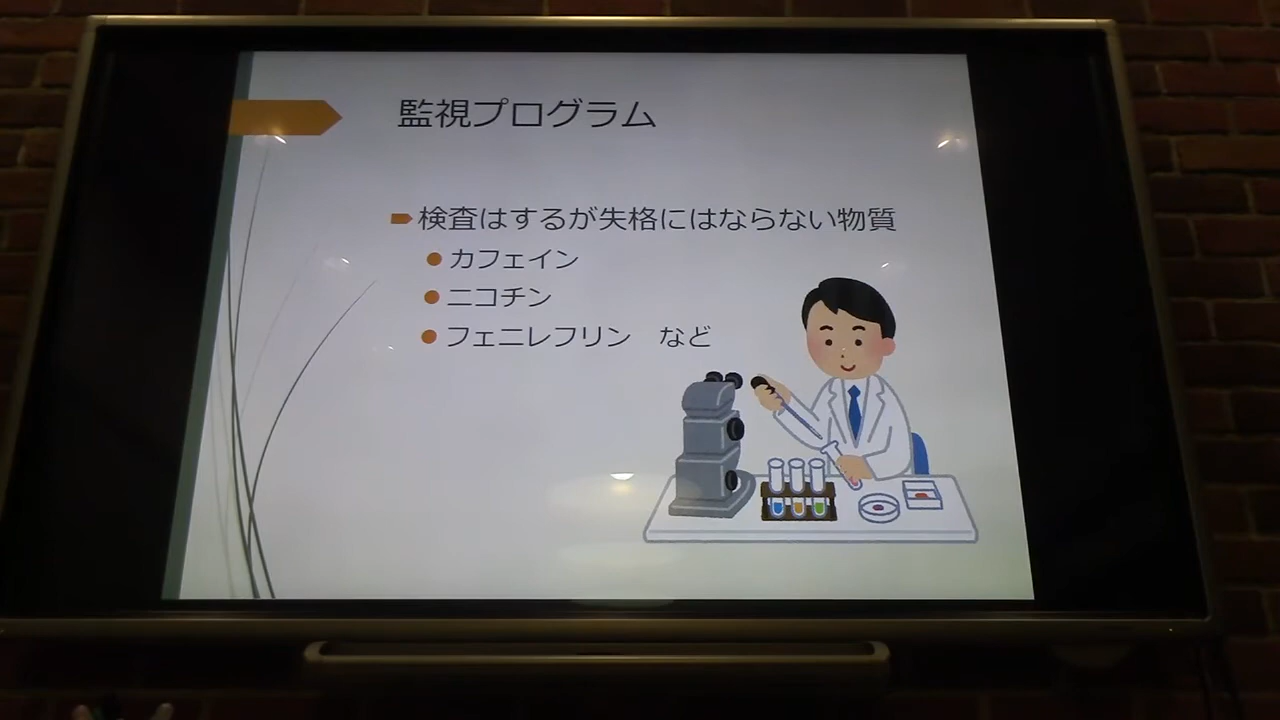 監視プログラム
検査はするが失格にはならない物質
カフェイン
ニコチン
フェニレフリン　など